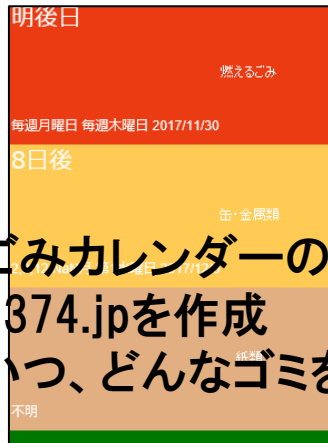 明後日
燃えるごみ
毎週月曜日 毎週木曜日 2017/11/30
8日後
缶・金属類
ごみカレンダーの
374.jpを作成
いつ、どんなゴミを
紙類
不明